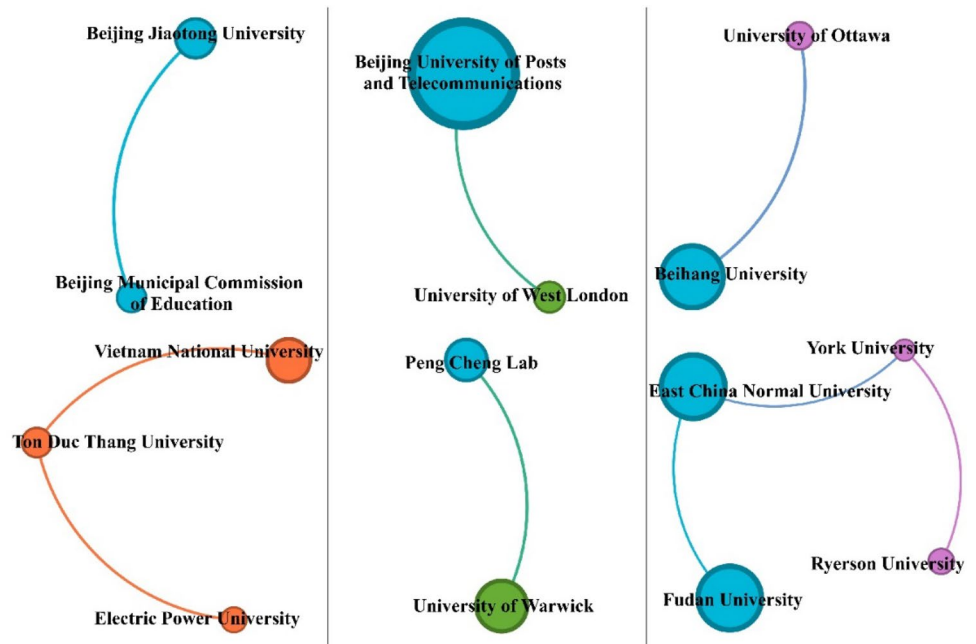 Beijing Jiaotong University
Beijing Municipal Commission
of Education
Beijing University of Posts
and Telecommunications
University of West London
University of Ottawa
Beihang University
Vietnam National University
Ton Duc Thang University
Electric Power University
Peng Cheng Lab
University of Warwick
York University
East China Normal University
Ryerson University
Fudan University